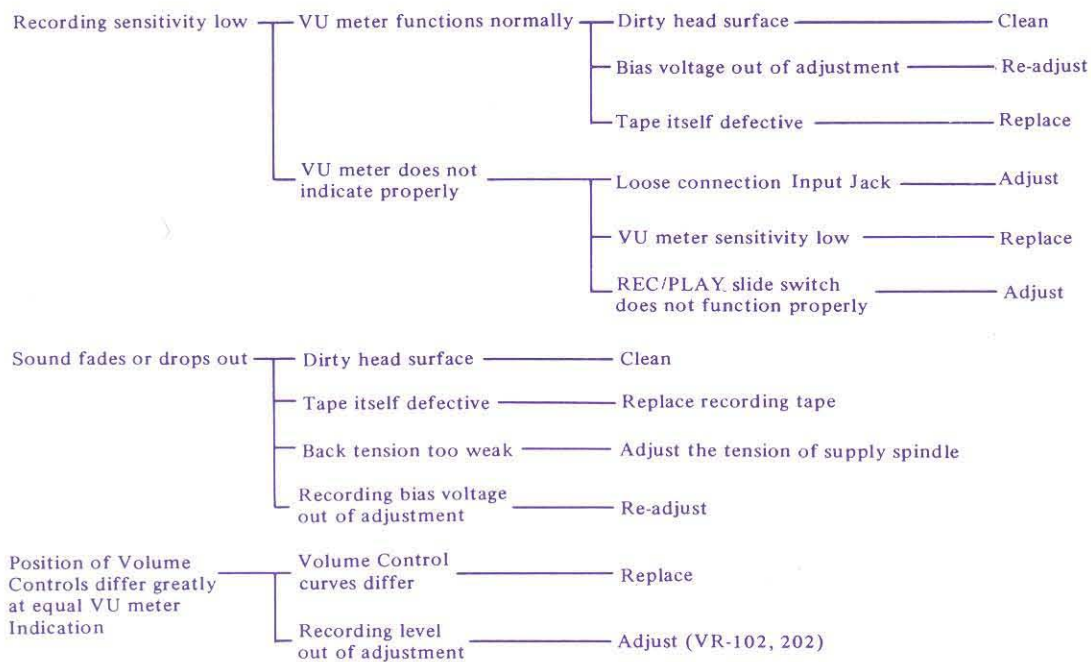 Recording sensitivity low VU meter functions normally Dirty head surface Clean
Bias voltage out of adjustment Re-adjust
Tape itself defective Replace
VU meter does not
indicate properly
Loose connection Input Jack Adjust
VU meter sensitivity low Replace
REC/PLAY slide switch
does not function properly Adjust
Sound fades or drops out Dirty head surface Clean
Tape itself defective Replace recording tape
Back tension too weak Adjust the tension of supply spindle
Recording bias voltage
out of adjustment Re-adjust
Position of Volume
Controls differ greatly
at equal VU meter
Indication
Volume Control
curves differ Replace
Recording level
out of adjustment Adjust (VR-102, 202)